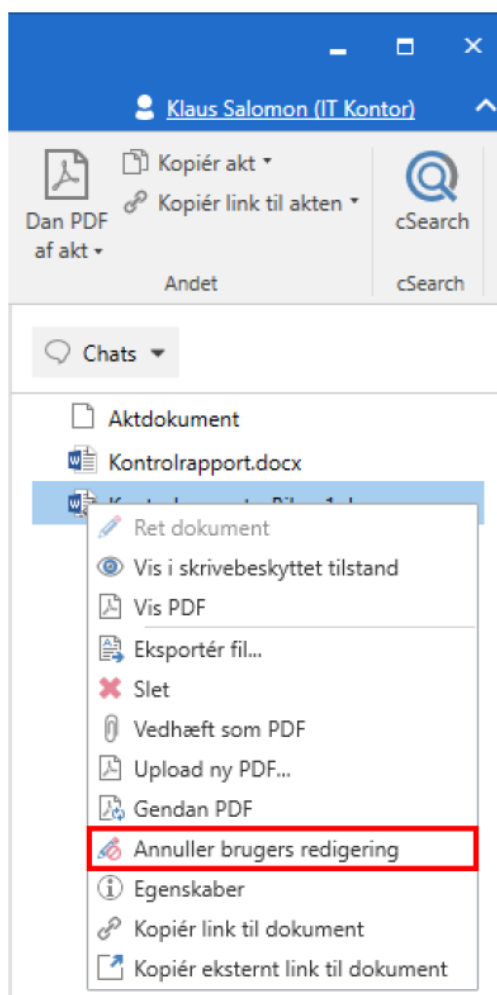 Klaus Salomon (IT Kontor)
Dan PDF
af akt
Kopiér akt
Kopiér link til akten
Andet
cSearch
cSearch
Chats
Aktdokument
Kontrolrapport.docx
Ret dokument
Vis i skrivebeskyttet tilstand
Vis PDF
Eksportér fil...
Slet
Vedhæft som PDF
Upload ny PDF...
Gendan PDF
Annuller brugers redigering
Egenskaber
Kopiér link til dokument
Kopiér eksternt link til dokument